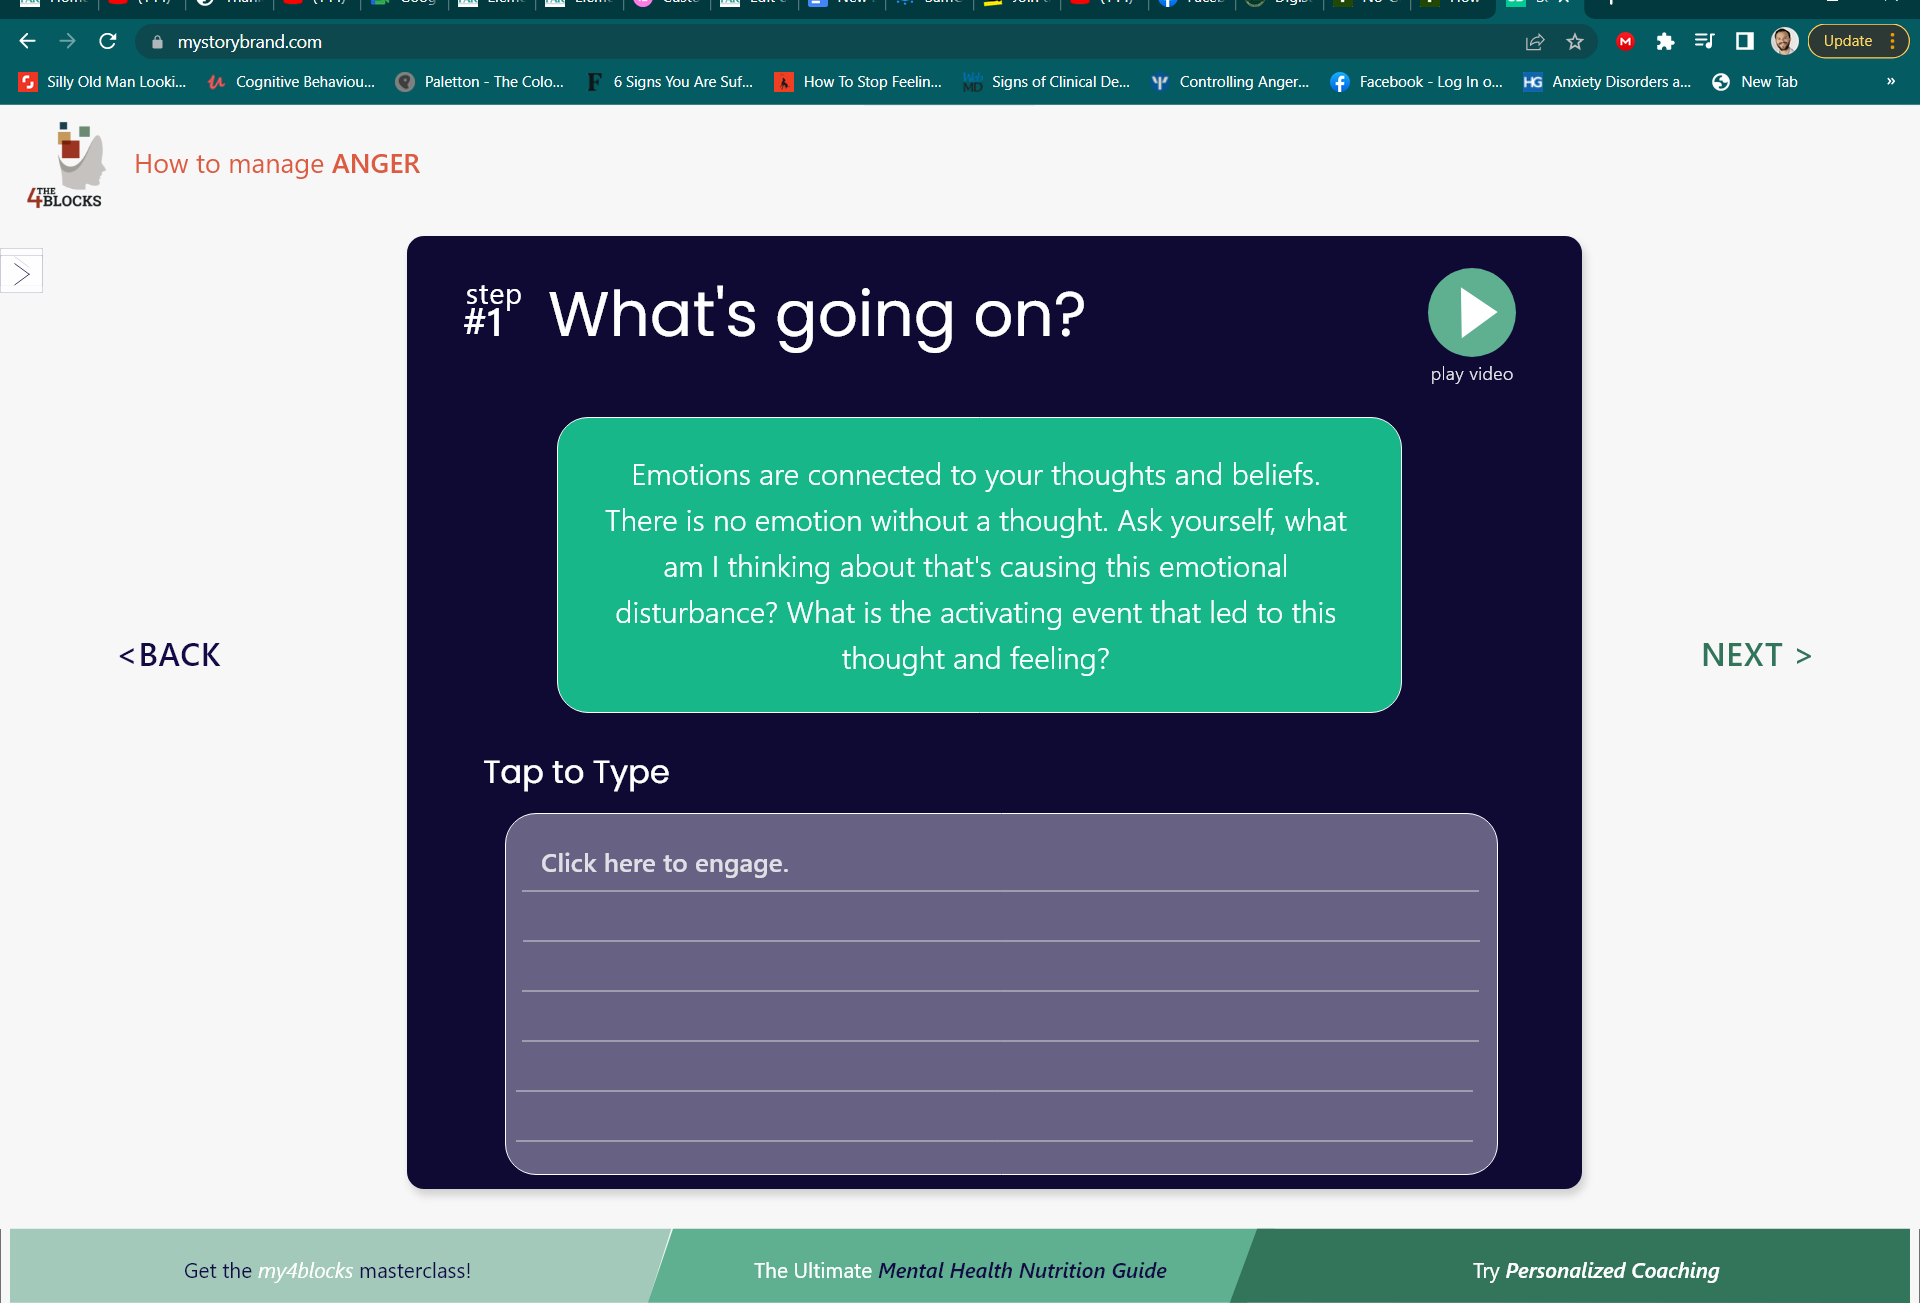 mystorybrand.com
Update
Silly Old Man Looki...
Cognitive Behaviou...
Paletton - The Colo...
6 Signs You Are Suf...
How To Stop Feelin...
Signs of Clinical De...
Controlling Anger...
Facebook - Log In o...
Anxiety Disorders a...
New Tab
THE
4BLOCKS
How to manage ANGER
>
step
#1
What's going on?
play video
Emotions are connected to your thoughts and beliefs.
There is no emotion without a thought. Ask yourself, what
am I thinking about that's causing this emotional
disturbance? What is the activating event that led to this
thought and feeling?
<BACK
NEXT >
Tap to Type
Click here to engage.
Get the my4blocks masterclass!
The Ultimate Mental Health Nutrition Guide
Try Personalized Coaching